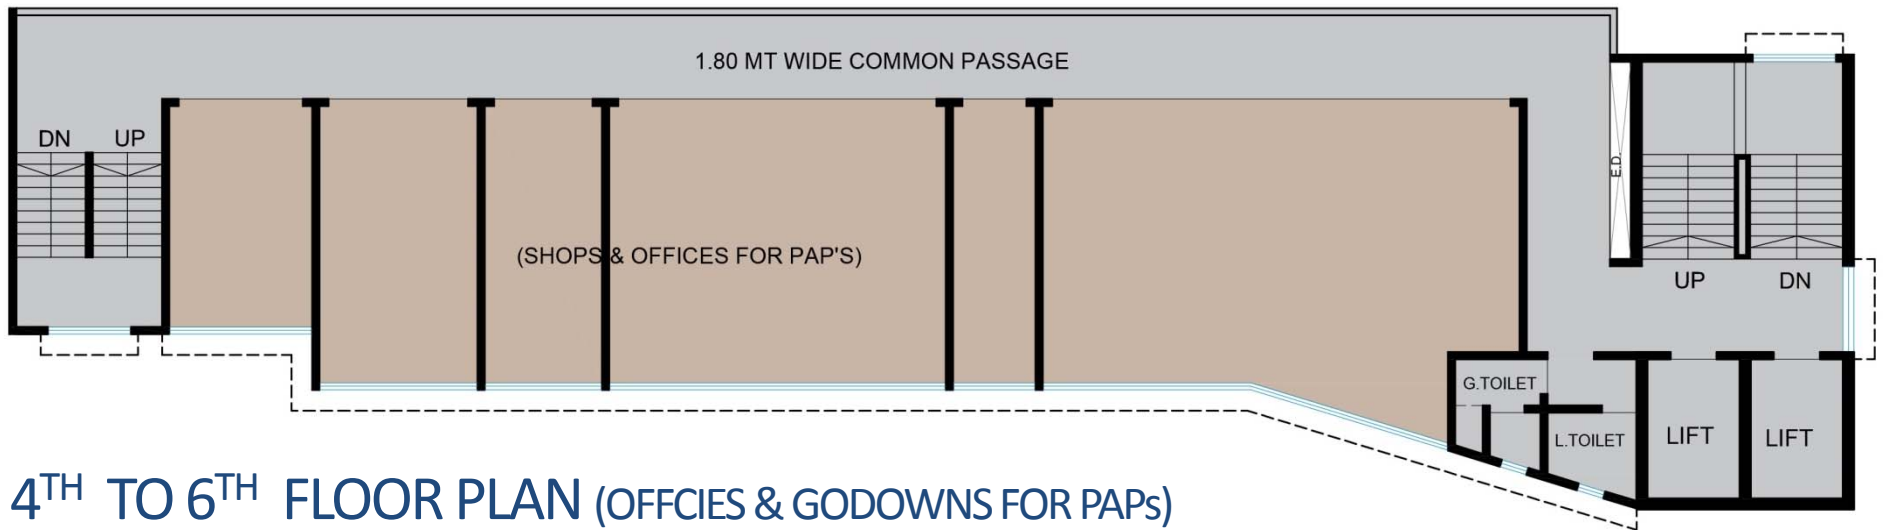 1.80 MT WIDE COMMON PASSAGE
DN UP
E.D.
(SHOPS & OFFICES FOR PAP'S)
UP DN
G.TOILET
L.TOILET
LIFT LIFT
4TH TO 6TH FLOOR PLAN (OFFCIES & GODOWNS FOR PAPs)